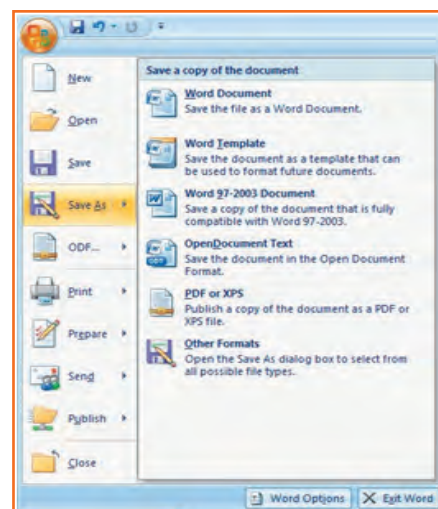 New
Open
Save
Save As
ODF...
Print
Prepare
Send
Publish
Close
Save a copy of the document
Word Document
Save the file as a Word Document.
Word Template
Save the document as a template that can
be used to format future documents.
Word 97-2003 Document
Save a copy of the document that is fully
compatible with Word 97-2003.
OpenDocument Text
Save the document in the Open Document
Format.
PDF or XPS
Publish a copy of the document as a PDF or
XPS file.
Other Formats
Open the Save As dialog box to select from
all possible file types.
Word Options
Exit Word